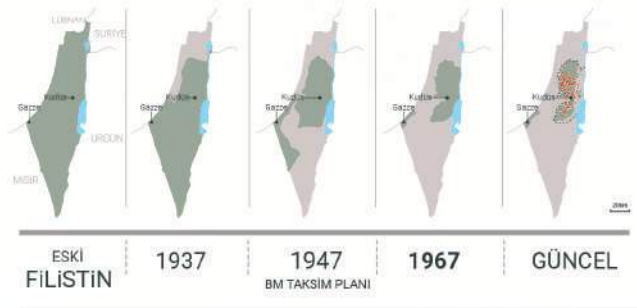 LÜBNAN
SURİYE
Kudüs
Gazze
ÜRDÜN
MISIR
Kudüs
Kudüs
Gazze
Kudüs
Gazze
Kudüs
Gazze
ESKİ
FİLİSTİN
1937
1947
BM TAKSİM PLANI
1967
GÜNCEL